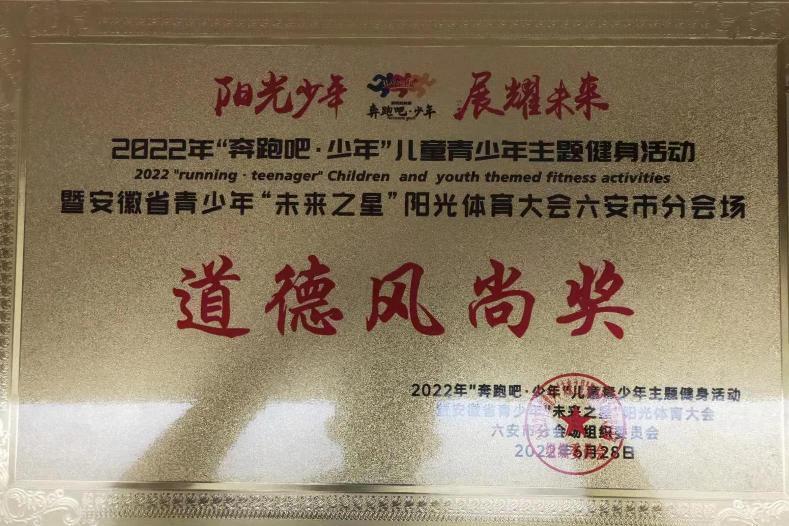 阳光少年 奔跑吧·少年 展耀未来
2022年“奔跑吧·少年”儿童青少年主题健身活动
2022 "running · teenager" Children and youth themed fitness activities
暨安徽省青少年“未来之星”阳光体育大会六安市分会场
道德风尚奖
2022年“奔跑吧·少年”儿童青少年主题健身活动
暨安徽省青少年“未来之星”阳光体育大会
六安市分会场组织委员会
2022年6月28日